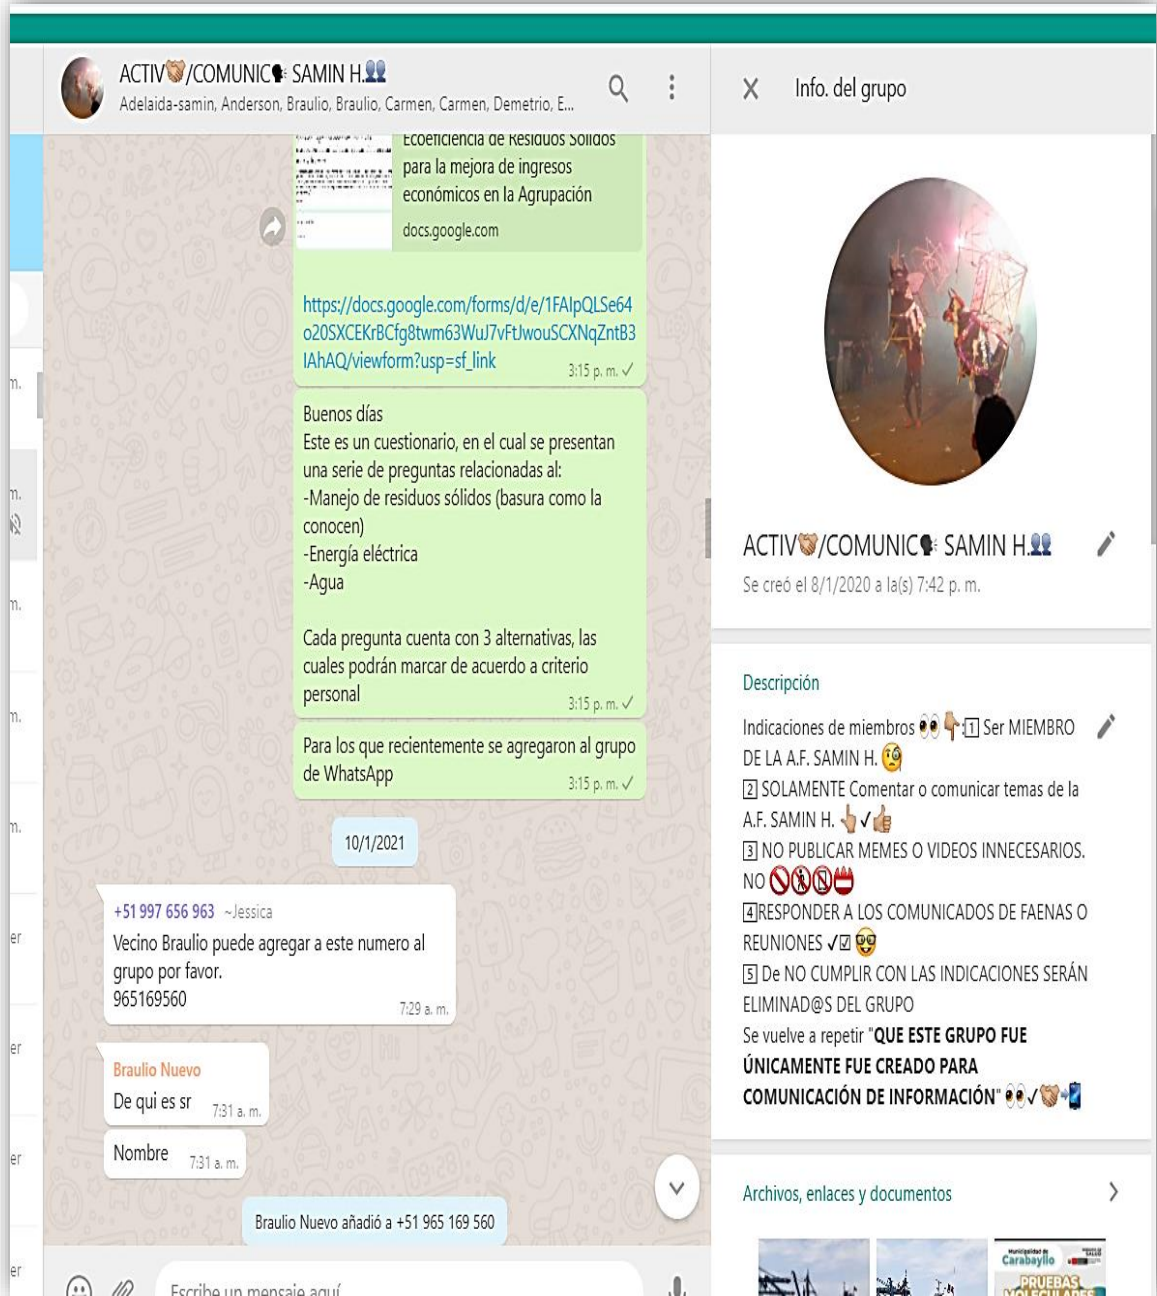 ACTIV🤝/COMUNIC🗣 SAMIN H.👥
Adelaida-samin, Anderson, Braulio, Braulio, Carmen, Carmen, Demetrio, E...
Ecoeficiencia de Residuos Sólidos
para la mejora de ingresos
económicos en la Agrupación
docs.google.com
https://docs.google.com/forms/d/e/1FAIpQLSe64
o20SXCEKrBCfg8twm63WuJ7vFtJwouSCXNqZntB3
IAhAQ/viewform?usp=sf_link
3:15 p. m. ✓
Buenos días
Este es un cuestionario, en el cual se presentan
una serie de preguntas relacionadas al:
-Manejo de residuos sólidos (basura como la
conocen)
-Energía eléctrica
-Agua
Cada pregunta cuenta con 3 alternativas, las
cuales podrán marcar de acuerdo a criterio
personal
3:15 p. m. ✓
Para los que recientemente se agregaron al grupo
de WhatsApp
3:15 p. m. ✓
10/1/2021
+51 997 656 963 ~Jessica
Vecino Braulio puede agregar a este numero al
grupo por favor.
965169560
7:29 a. m.
Braulio Nuevo
De qui es sr 7:31 a. m.
Nombre 7:31 a. m.
Braulio Nuevo añadió a +51 965 169 560
Escribe un mensaje aquí
m.
m.
m.
m.
m.
er
er
er
er
Info. del grupo
ACTIV🤝/COMUNIC🗣 SAMIN H.👥
Se creó el 8/1/2020 a la(s) 7:42 p. m.
Descripción
Indicaciones de miembros 👀👇:1️⃣ Ser MIEMBRO
DE LA A.F. SAMIN H. 🧐
2️⃣ SOLAMENTE Comentar o comunicar temas de la
A.F. SAMIN H. 👆✓👍
3️⃣ NO PUBLICAR MEMES O VIDEOS INNECESARIOS.
NO 🚫🚷📵📛
4️⃣RESPONDER A LOS COMUNICADOS DE FAENAS O
REUNIONES ✓☑ 🤓
5️⃣ De NO CUMPLIR CON LAS INDICACIONES SERÁN
ELIMINAD@S DEL GRUPO
Se vuelve a repetir "QUE ESTE GRUPO FUE
ÚNICAMENTE FUE CREADO PARA
COMUNICACIÓN DE INFORMACIÓN" 👀✓🤝📲
Archivos, enlaces y documentos
Municipalidad de
Carabayllo
PRUEBAS
MOLECULARES